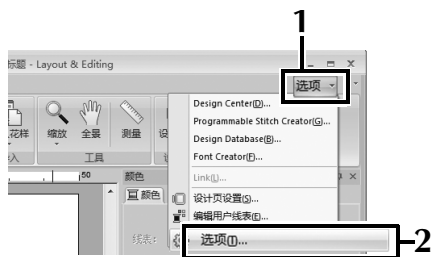 1
标题 - Layout & Editing
选项
花样
缩放
全景
测量
工具
Design Center(D)...
Programmable Stitch Creator(G)...
Design Database(B)...
Font Creator(F)...
Link(L)...
设计页设置(S)...
编辑用户线表(E)...
选项(I)...
2
50
颜色
颜色
线表: